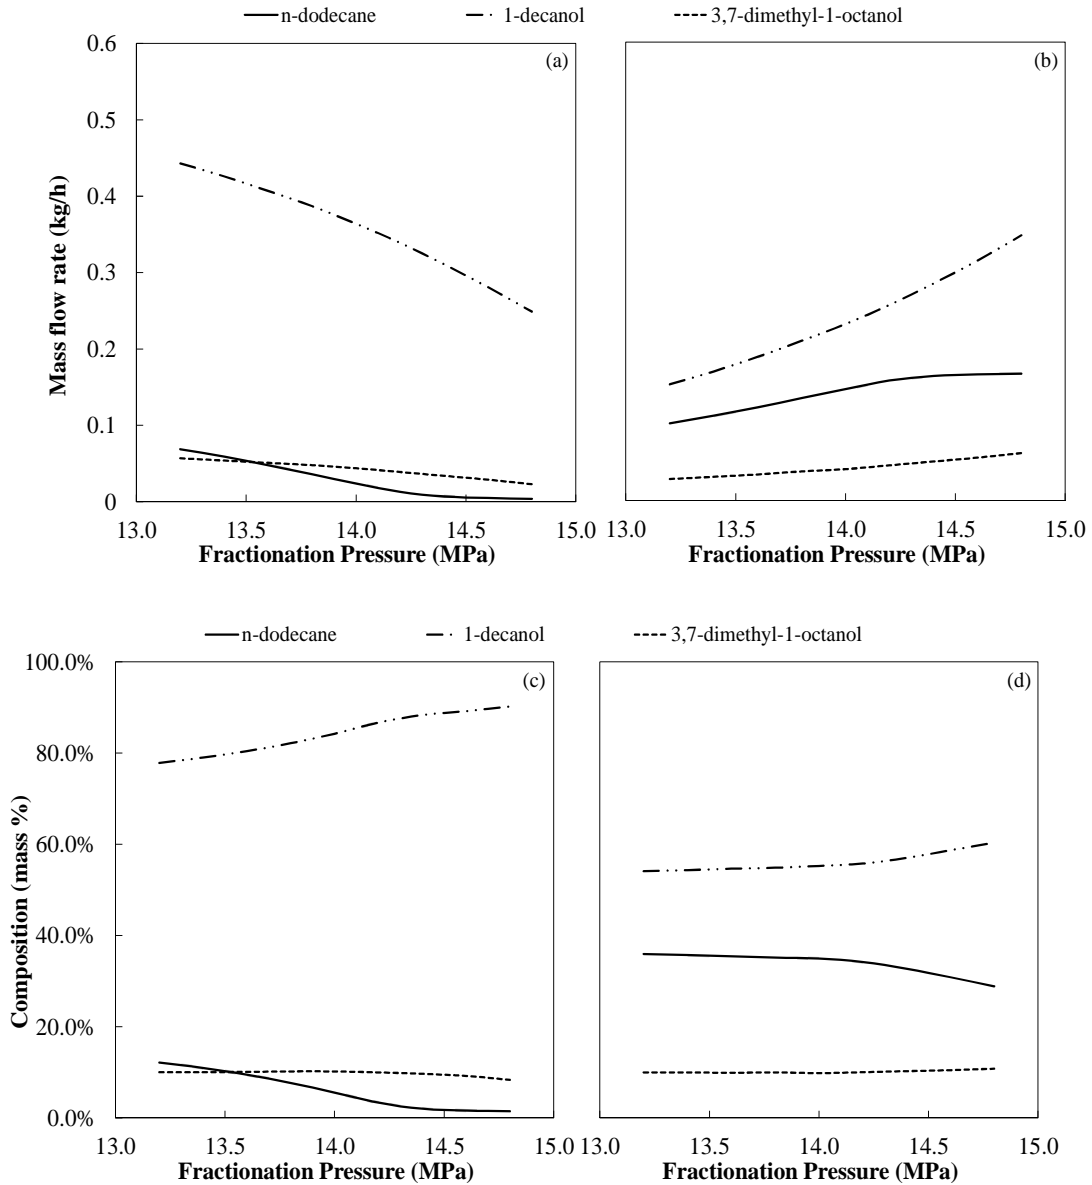 n-dodecane 1-decanol 3,7-dimethyl-1-octanol
(a) (b)
Mass flow rate (kg/h)
0.6
0.5
0.4
0.3
0.2
0.1
0
13.0 13.5 14.0 14.5 15.0 13.0 13.5 14.0 14.5 15.0
Fractionation Pressure (MPa) Fractionation Pressure (MPa)
n-dodecane 1-decanol 3,7-dimethyl-1-octanol
(c) (d)
Composition (mass %)
100.0%
80.0%
60.0%
40.0%
20.0%
0.0%
13.0 13.5 14.0 14.5 15.0 13.0 13.5 14.0 14.5 15.0
Fractionation Pressure (MPa) Fractionation Pressure (MPa)